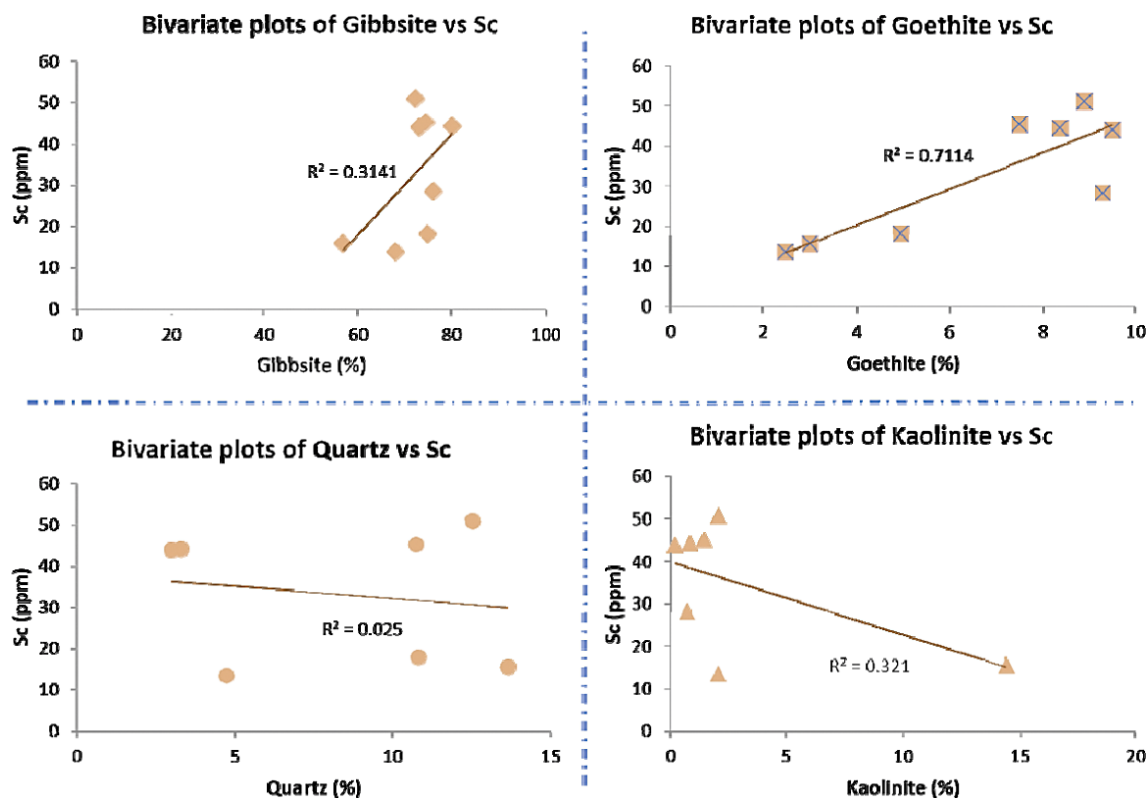 Bivariate plots of Gibbsite vs Sc
60
50
40
30
20
10
0
Sc (ppm)
R² = 0.3141
0 20 40 60 80 100
Gibbsite (%)
Bivariate plots of Goethite vs Sc
60
50
40
30
20
10
0
Sc (ppm)
R² = 0.7114
0 2 4 6 8 10
Goethite (%)
Bivariate plots of Quartz vs Sc
60
50
40
30
20
10
0
Sc (ppm)
R² = 0.025
0 5 10 15
Quartz (%)
Bivariate plots of Kaolinite vs Sc
60
50
40
30
20
10
0
Sc (ppm)
R² = 0.321
0 5 10 15 20
Kaolinite (%)